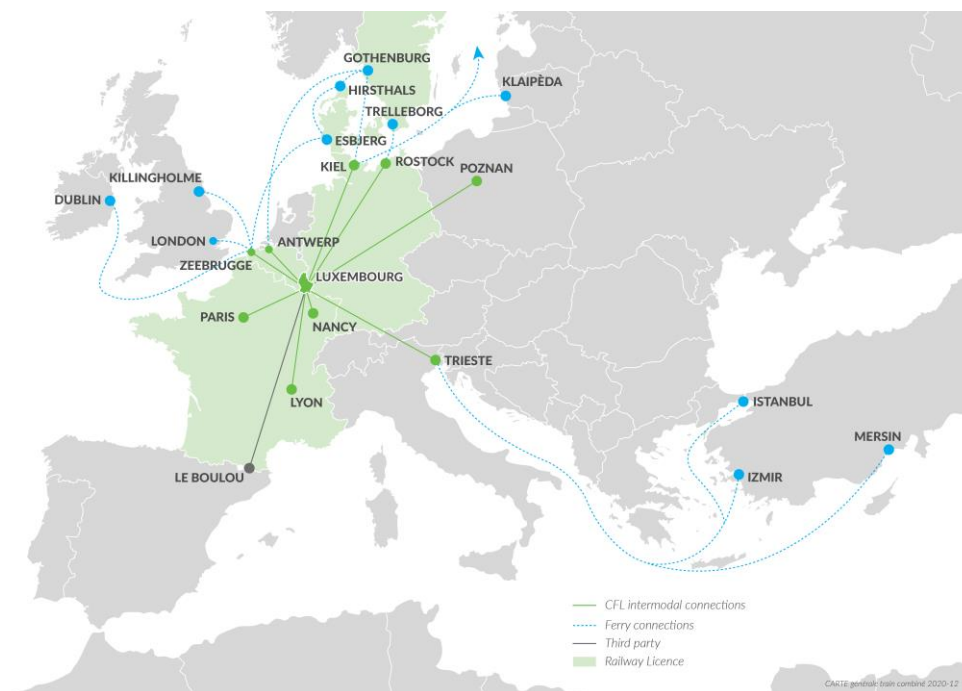 GOTHENBURG
HIRSTHALS
KLAIPÈDA
TRELLEBORG
ESBJERG
KIEL
ROSTOCK
POZNAN
KILLINGHOLME
DUBLIN
LONDON
ANTWERP
ZEEBRUGGE
LUXEMBOURG
PARIS
NANCY
TRIESTE
LYON
ISTANBUL
MERSIN
LE BOULOU
IZMIR
CFL intermodal connections
Ferry connections
Third party
Railway Licence
CARTE générale train combiné 2020-12